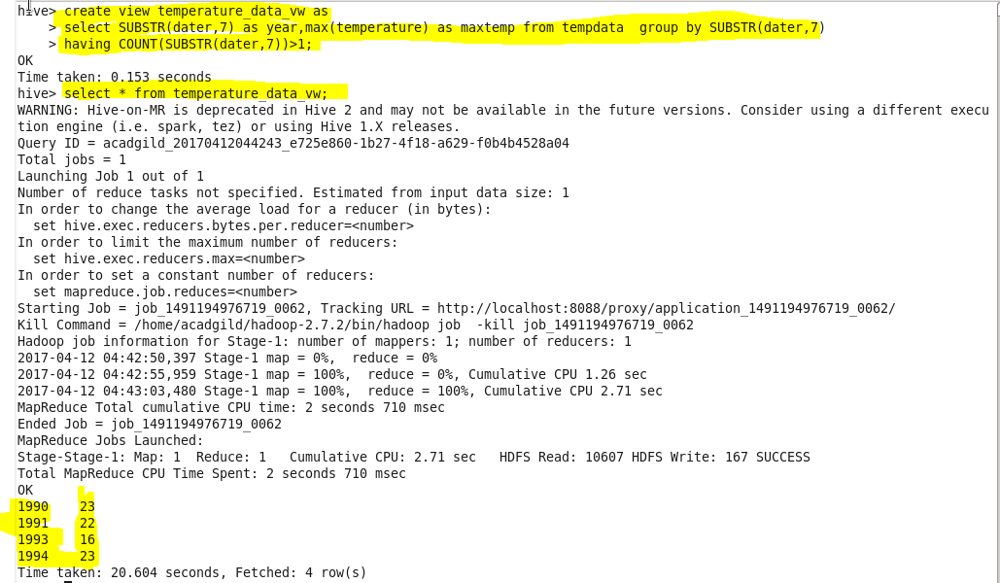 hive> create view temperature_data_vw as
    > select SUBSTR(dater,7) as year,max(temperature) as maxtemp from tempdata  group by SUBSTR(dater,7)
    > having COUNT(SUBSTR(dater,7))>1;
OK
Time taken: 0.153 seconds
hive> select * from temperature_data_vw;
WARNING: Hive-on-MR is deprecated in Hive 2 and may not be available in the future versions. Consider using a different execu
tion engine (i.e. spark, tez) or using Hive 1.X releases.
Query ID = acadgild_20170412044243_e725e860-1b27-4f18-a629-f0b4b4528a04
Total jobs = 1
Launching Job 1 out of 1
Number of reduce tasks not specified. Estimated from input data size: 1
In order to change the average load for a reducer (in bytes):
  set hive.exec.reducers.bytes.per.reducer=<number>
In order to limit the maximum number of reducers:
  set hive.exec.reducers.max=<number>
In order to set a constant number of reducers:
  set mapreduce.job.reduces=<number>
Starting Job = job_1491194976719_0062, Tracking URL = http://localhost:8088/proxy/application_1491194976719_0062/
Kill Command = /home/acadgild/hadoop-2.7.2/bin/hadoop job  -kill job_1491194976719_0062
Hadoop job information for Stage-1: number of mappers: 1; number of reducers: 1
2017-04-12 04:42:50,397 Stage-1 map = 0%,  reduce = 0%
2017-04-12 04:42:55,959 Stage-1 map = 100%,  reduce = 0%, Cumulative CPU 1.26 sec
2017-04-12 04:43:03,480 Stage-1 map = 100%,  reduce = 100%, Cumulative CPU 2.71 sec
MapReduce Total cumulative CPU time: 2 seconds 710 msec
Ended Job = job_1491194976719_0062
MapReduce Jobs Launched:
Stage-Stage-1: Map: 1  Reduce: 1   Cumulative CPU: 2.71 sec   HDFS Read: 10607 HDFS Write: 167 SUCCESS
Total MapReduce CPU Time Spent: 2 seconds 710 msec
OK
1990    23
1991    22
1993    16
1994    23
Time taken: 20.604 seconds, Fetched: 4 row(s)